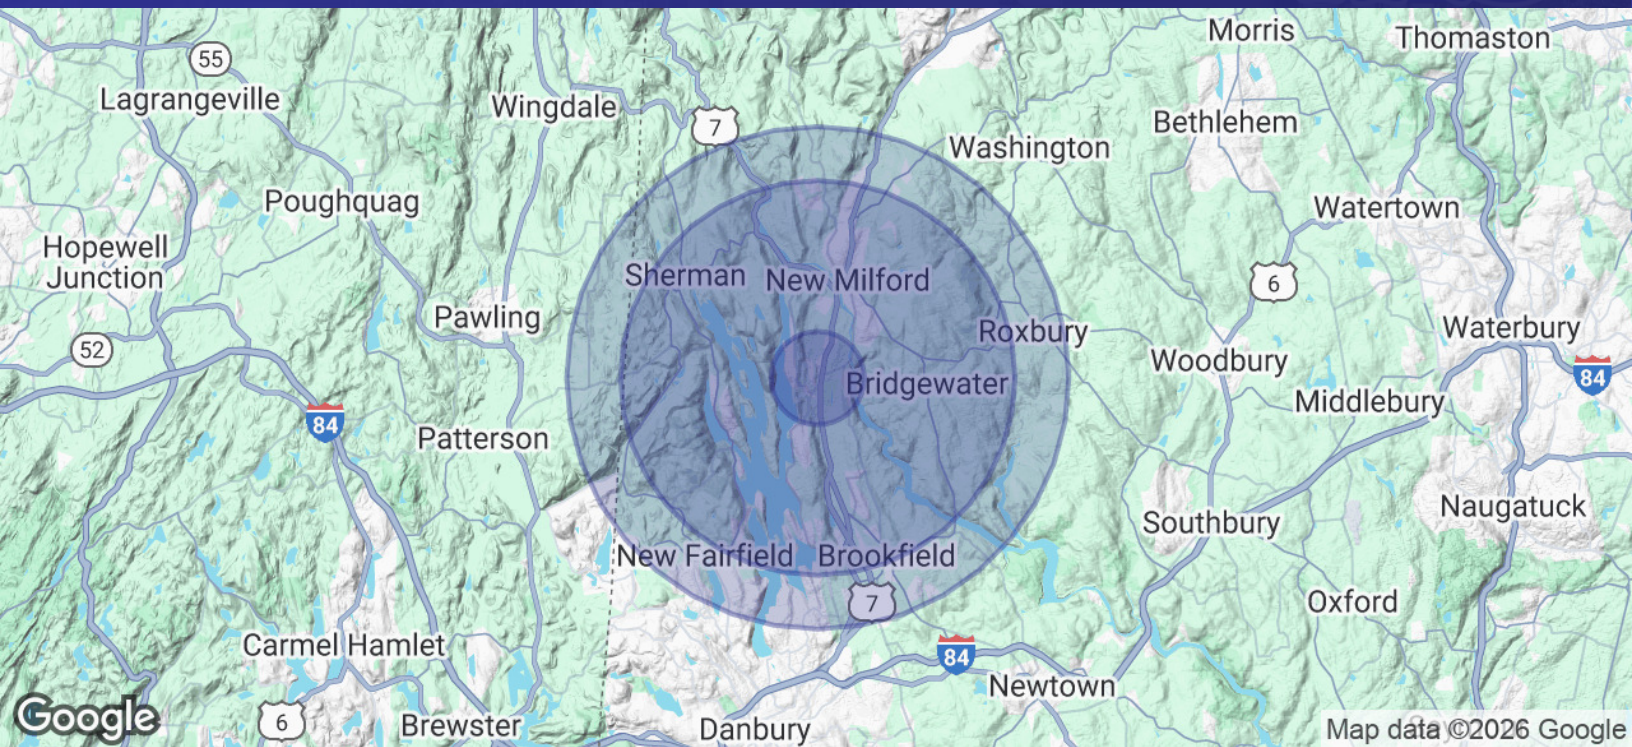 Morris
Thomaston
55
Lagrangeville
Wingdale
7
Bethlehem
Washington
Poughquag
Watertown
Hopewell
Junction
Sherman
New Milford
6
Pawling
Roxbury
Waterbury
52
Woodbury
84
Bridgewater
Middlebury
84
Patterson
Naugatuck
Southbury
New Fairfield
Brookfield
7
Oxford
Carmel Hamlet
84
Newtown
Google
6
Brewster
Danbury
Map data ©2026 Google